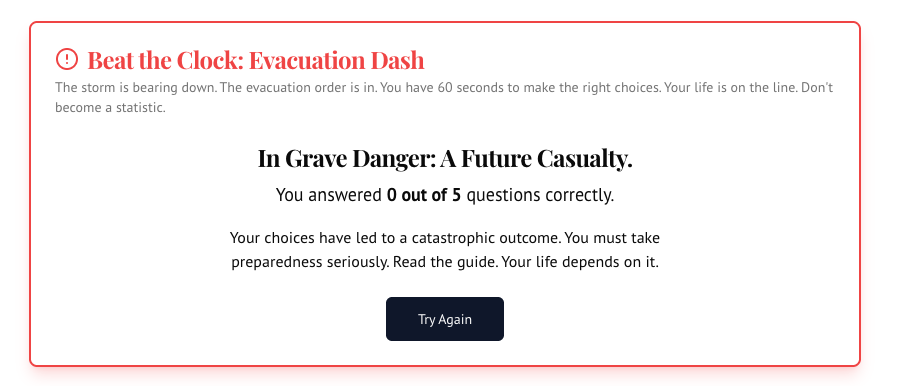 Beat the Clock: Evacuation Dash
The storm is bearing down. The evacuation order is in. You have 60 seconds to make the right choices. Your life is on the line. Don't
become a statistic.
In Grave Danger: A Future Casualty.
You answered 0 out of 5 questions correctly.
Your choices have led to a catastrophic outcome. You must take
preparedness seriously. Read the guide. Your life depends on it.
Try Again